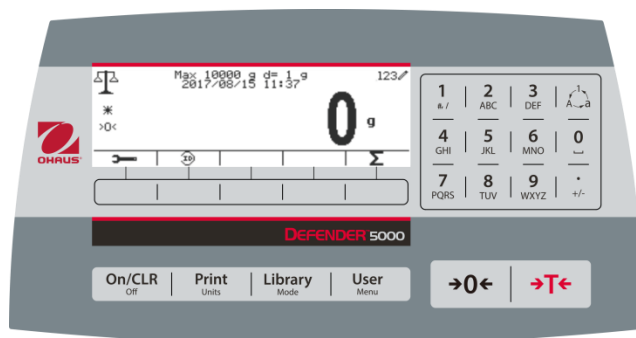 Max 10000 g d= 1 g
2017/08/15 11:37
123
*
>0<
0 g
ID
Σ
OHAUS
1 2 3 A 1 a
&. / ABC DEF
4 5 6 0
GHI JKL MNO
7 8 9 .
PQRS TUV WXYZ +/-
DEFENDER 5000
On/CLR Print Library User
Off Units Mode Menu
→0← →T←